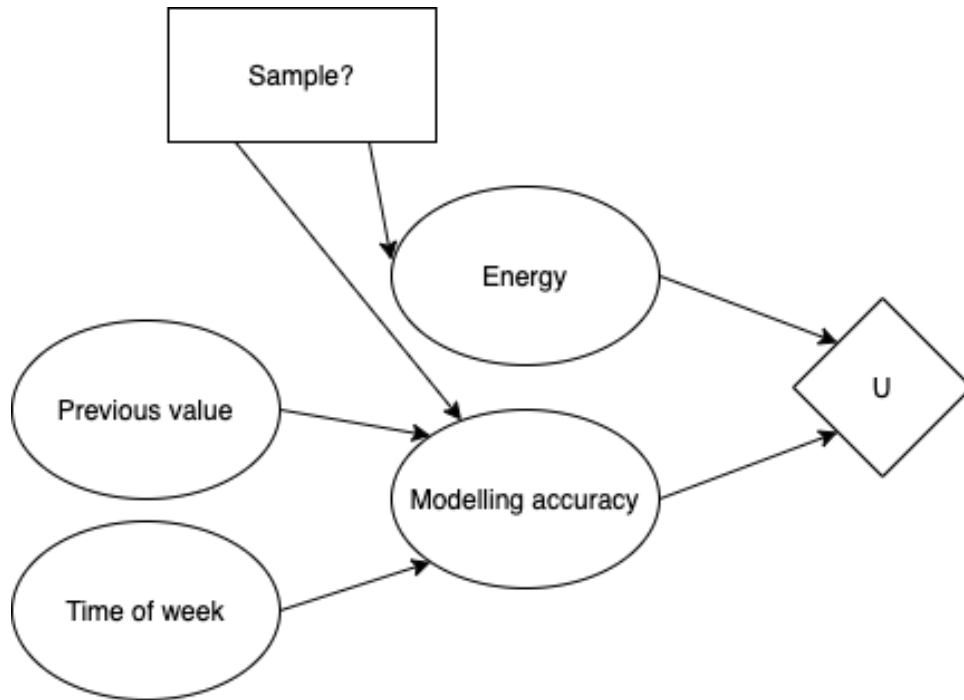 Sample?
Energy
U
Previous value
Modelling accuracy
Time of week